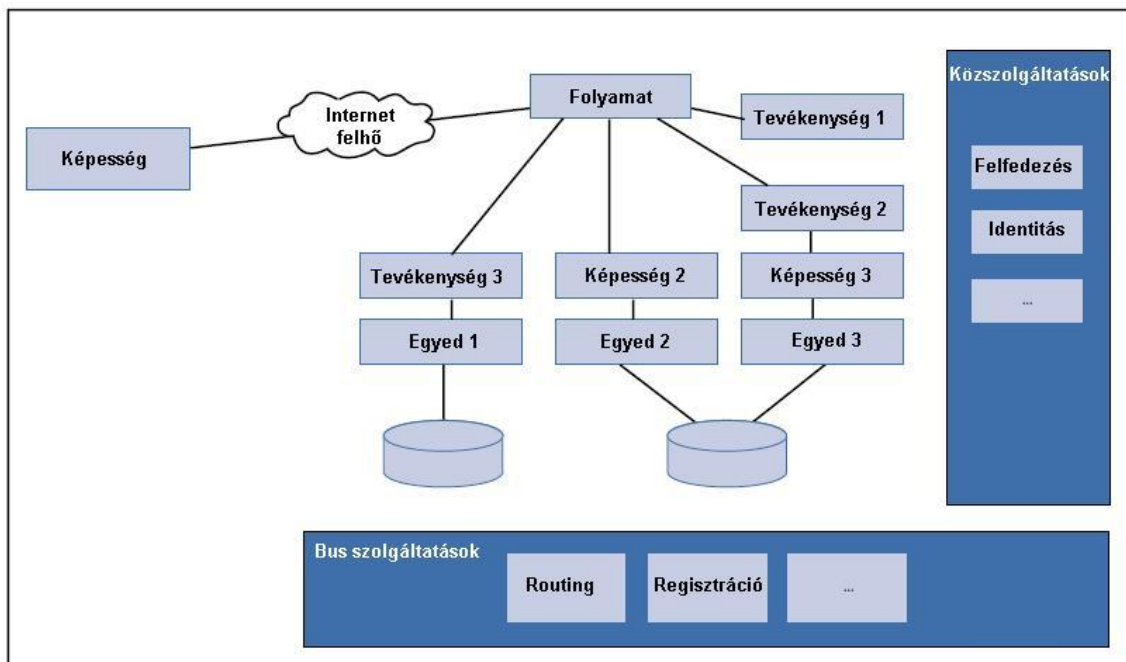 Közszolgáltatások
Folyamat
Internet
felhő
Tevékenység 1
Képesség
Felfedezés
Tevékenység 2
Identitás
Tevékenység 3
Képesség 2
Képesség 3
...
Egyed 1
Egyed 2
Egyed 3
Bus szolgáltatások
Routing
Regisztráció
...